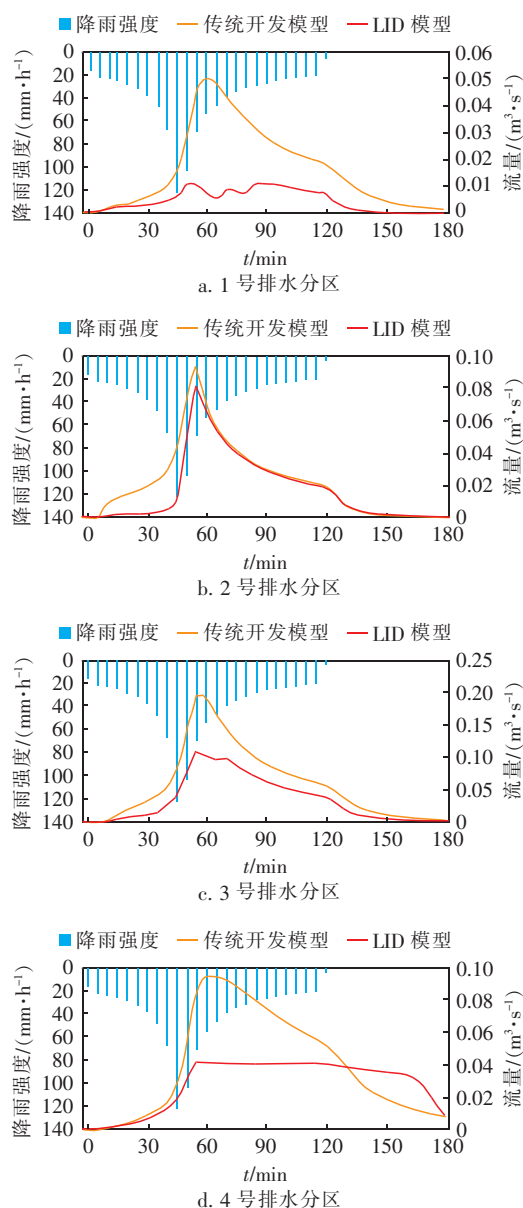 降雨强度 传统开发模型 LID 模型
0 0.06
20 0.05
40 0.04
60 0.03
80 0.02
100 0.01
120 0
140
降雨强度/(mm·h⁻¹)
流量/(m³·s⁻¹)
0 30 60 90 120 150 180
t/min
a. 1 号排水分区
降雨强度 传统开发模型 LID 模型
0 0.10
20 0.08
40 0.06
60 0.04
80 0.02
100 0
120
140
降雨强度/(mm·h⁻¹)
流量/(m³·s⁻¹)
0 30 60 90 120 150 180
t/min
b. 2 号排水分区
降雨强度 传统开发模型 LID 模型
0 0.25
20 0.20
40 0.15
60 0.10
80 0.05
100 0
120
140
降雨强度/(mm·h⁻¹)
流量/(m³·s⁻¹)
0 30 60 90 120 150 180
t/min
c. 3 号排水分区
降雨强度 传统开发模型 LID 模型
0 0.10
20 0.08
40 0.06
60 0.04
80 0.02
100 0
120
140
降雨强度/(mm·h⁻¹)
流量/(m³·s⁻¹)
0 30 60 90 120 150 180
t/min
d. 4 号排水分区